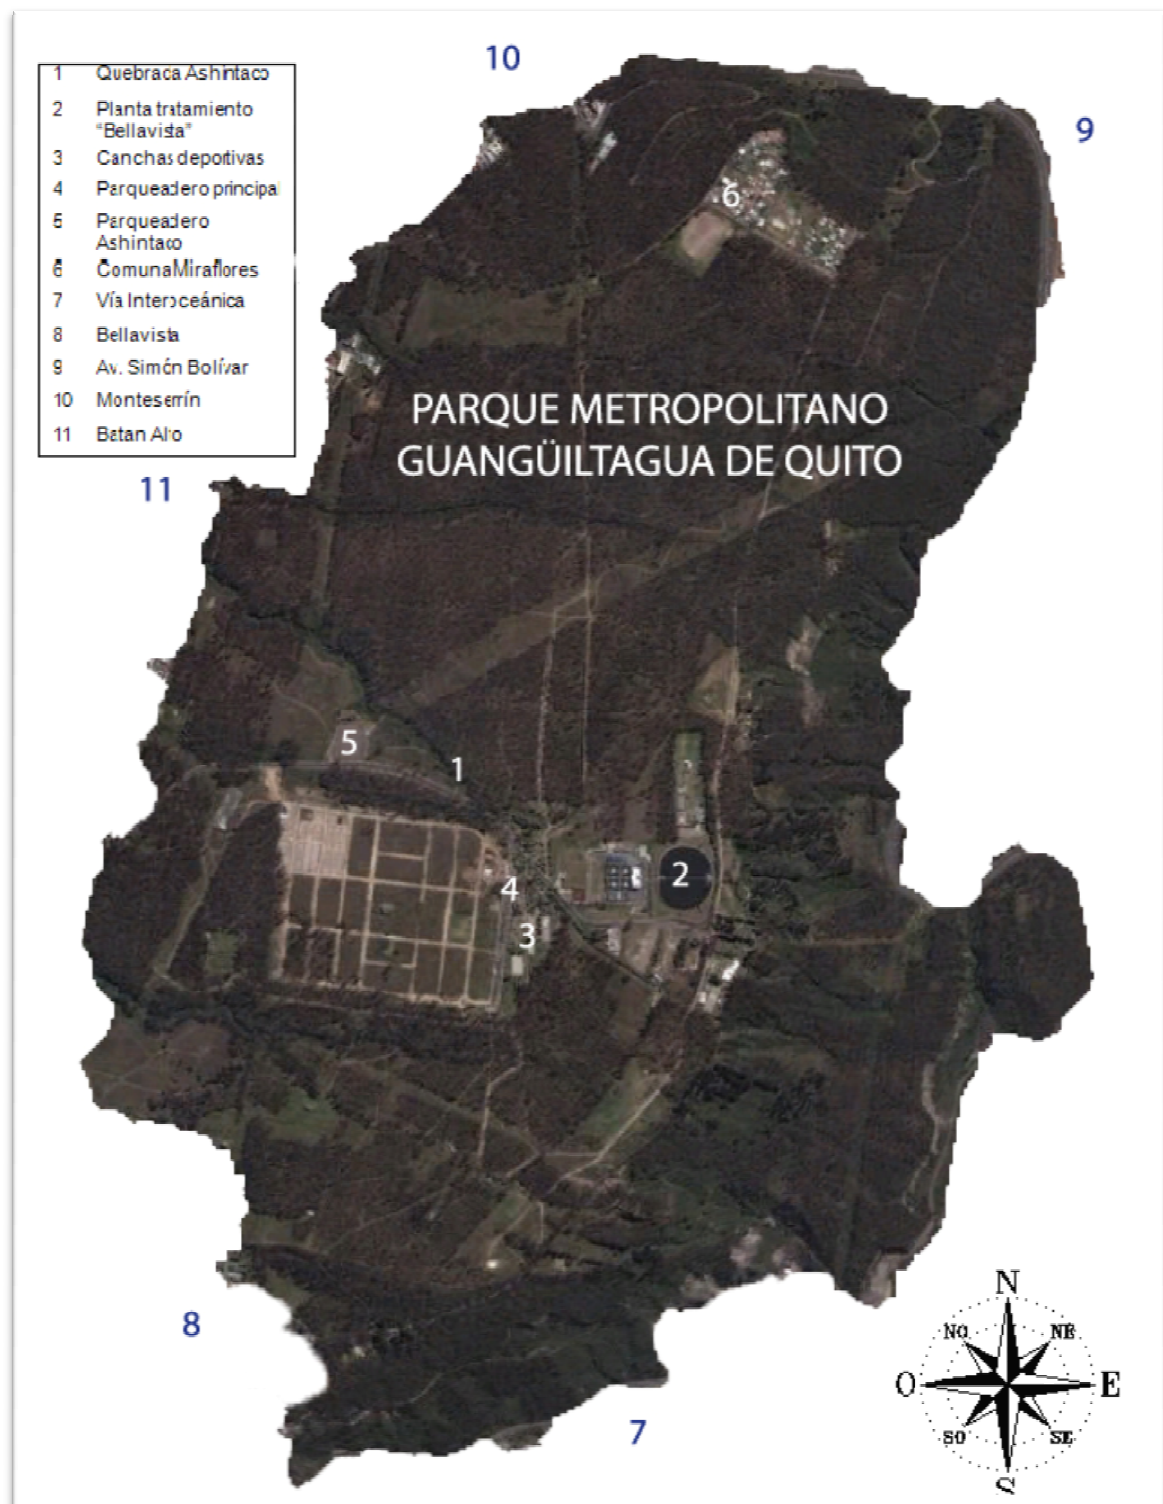 10
9
1 Quebrada Ashintaco
2 Planta tratamiento
"Bellavista"
3 Canchas deportivas
4 Parqueadero principal
5 Parqueadero
Ashintaco
6 Comuna Miraflores
7 Vía Interoceánica
8 Bellavista
9 Av. Simón Bolívar
10 Monteserrín
11 Batan Alto
6
PARQUE METROPOLITANO
GUANGÜILTAGUA DE QUITO
11
5
1
2
4
3
8
7
N
NO NE
O E
SO SE
S